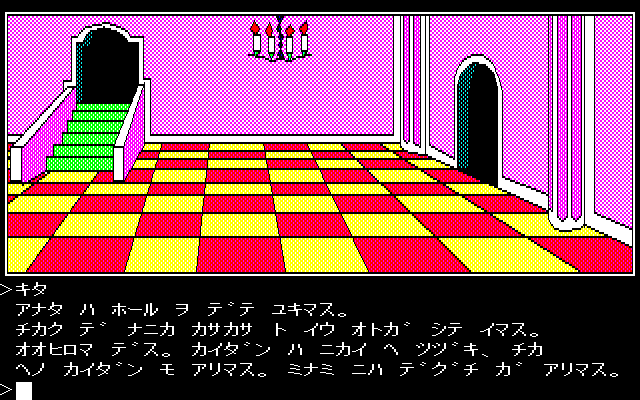 >キタ
アナタ ハ ホール ヲ デテ ユキマス。
チカク デ ナニカ カサカサ ト イウ オトガ シテ イマス。
オオヒロマ デス。 カイダン ハ ニカイ ヘ ツヅキ、 チカ
ヘノ カイダン モ アリマス。 ミナミ ニハ デグチ ガ アリマス。
>